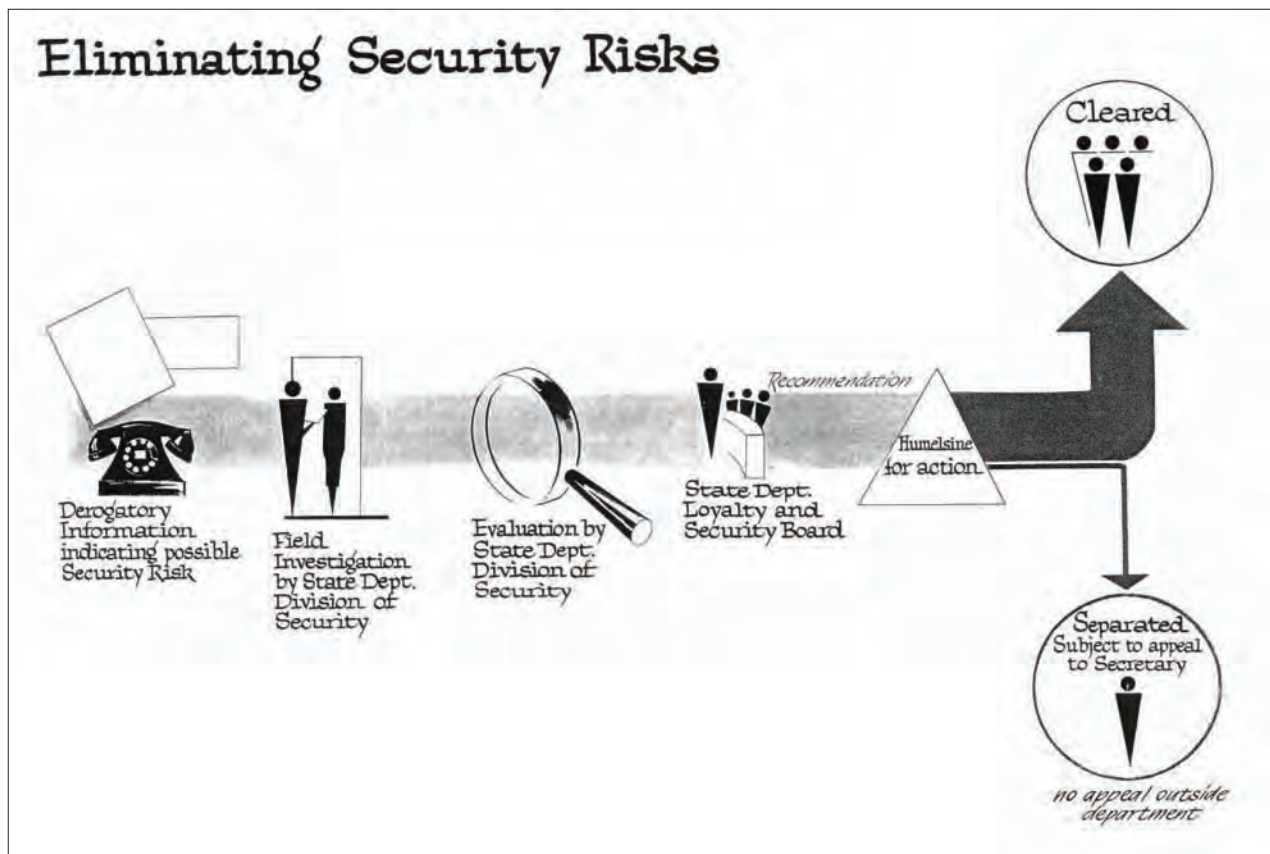 Eliminating Security Risks
Cleared
Derogatory
Information
indicating possible
Security Risk
Field
Investigation
by State Dept.
Division of
Security
Evaluation by
State Dept.
Division of
Security
State Dept.
Loyalty and
Security Board
Recommendation
Humelsine
for action
Separated
Subject to appeal
to Secretary
no appeal outside
department